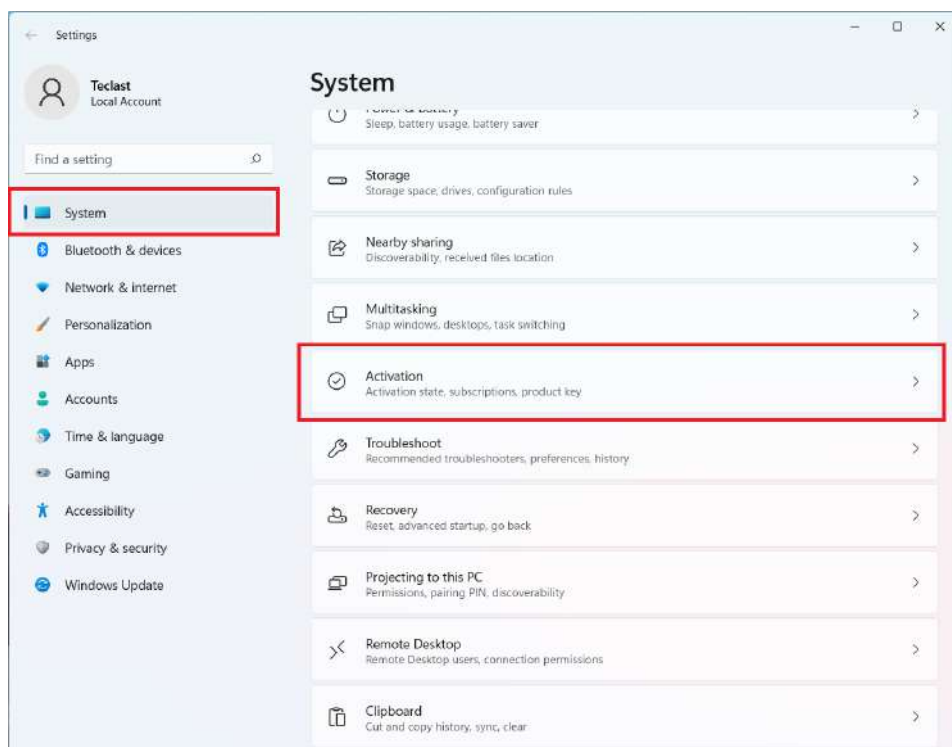 Settings
Teclast
Local Account
Find a setting
System
Bluetooth & devices
Network & internet
Personalization
Apps
Accounts
Time & language
Gaming
Accessibility
Privacy & security
Windows Update
System
Power & battery
Sleep, battery usage, battery saver
Storage
Storage space, drives, configuration rules
Nearby sharing
Discoverability, received files location
Multitasking
Snap windows, desktops, task switching
Activation
Activation state, subscriptions, product key
Troubleshoot
Recommended troubleshooters, preferences, history
Recovery
Reset, advanced startup, go back
Projecting to this PC
Permissions, pairing PIN, discoverability
Remote Desktop
Remote Desktop users, connection permissions
Clipboard
Cut and copy history, sync, clear